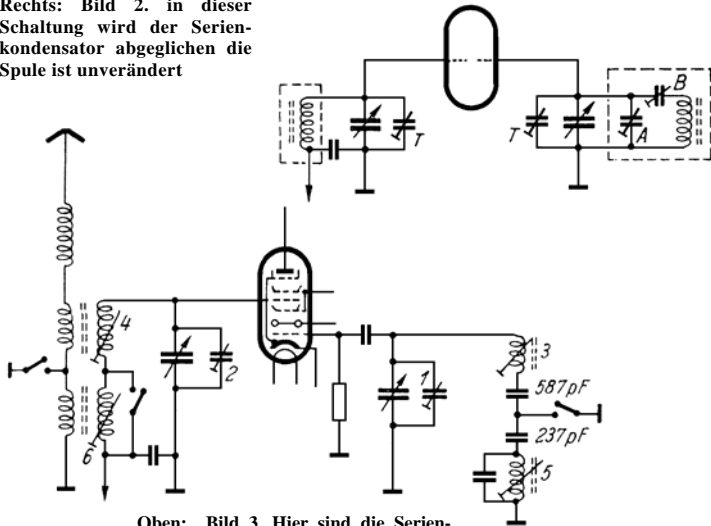 Rechts: Bild 2. in dieser
Schaltung wird der Serien-
kondensator abgeglichen die
Spule ist unverändert
T
T
A
B
4
2
6
1
3
587pF
237pF
5
Oben: Bild 3. Hier sind die Serien-